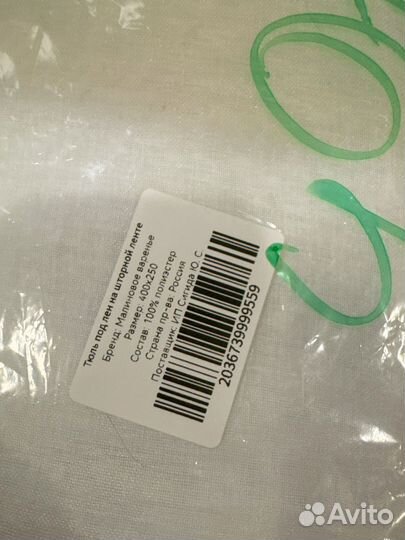 Тюль под лен на шторной ленте
Бренд: Малиновое варенье
Размер: 400х250
Состав: 100% полиэстер
Страна пр-ва: Россия
Поставщик: ИП Сигида Ю. С.
2036739999559
Avito